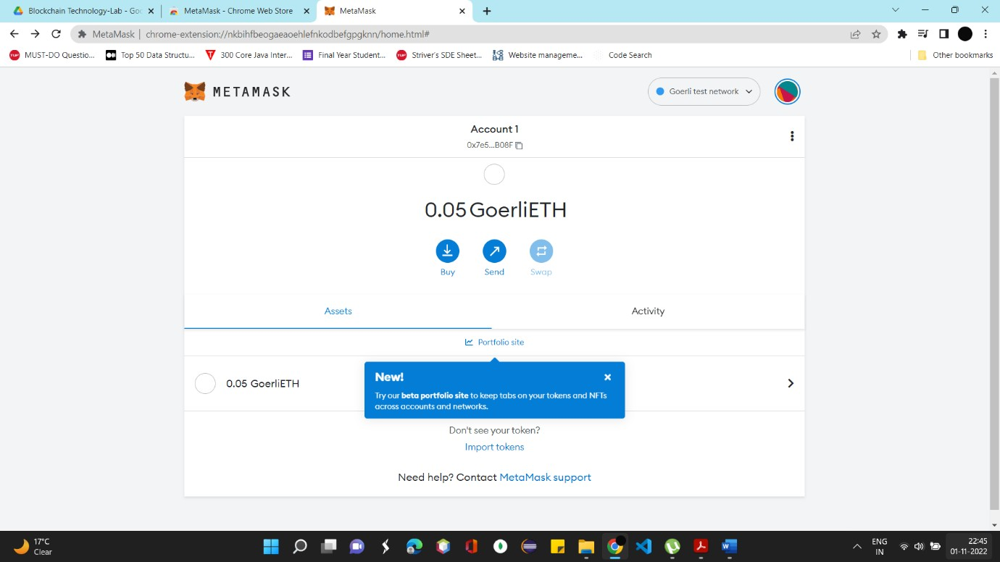 Blockchain Technology-Lab - Goo
MetaMask - Chrome Web Store
MetaMask
MetaMask | chrome-extension://nkbihfbeogaeaoehlefnkodbefgpgknn/home.html#
MUST-DO Questio...
Top 50 Data Structu...
300 Core Java Inter...
Final Year Student...
Striver's SDE Sheet...
Website manageme...
Code Search
Other bookmarks
METAMASK
Goerli test network
Account 1
0x7e5...B08F
0.05 GoerliETH
Buy
Send
Swap
Assets
Activity
Portfolio site
New!
Try our beta portfolio site to keep tabs on your tokens and NFTs
across accounts and networks.
0.05 GoerliETH
Don't see your token?
Import tokens
Need help? Contact MetaMask support
17°C
Clear
ENG
IN
22:45
01-11-2022